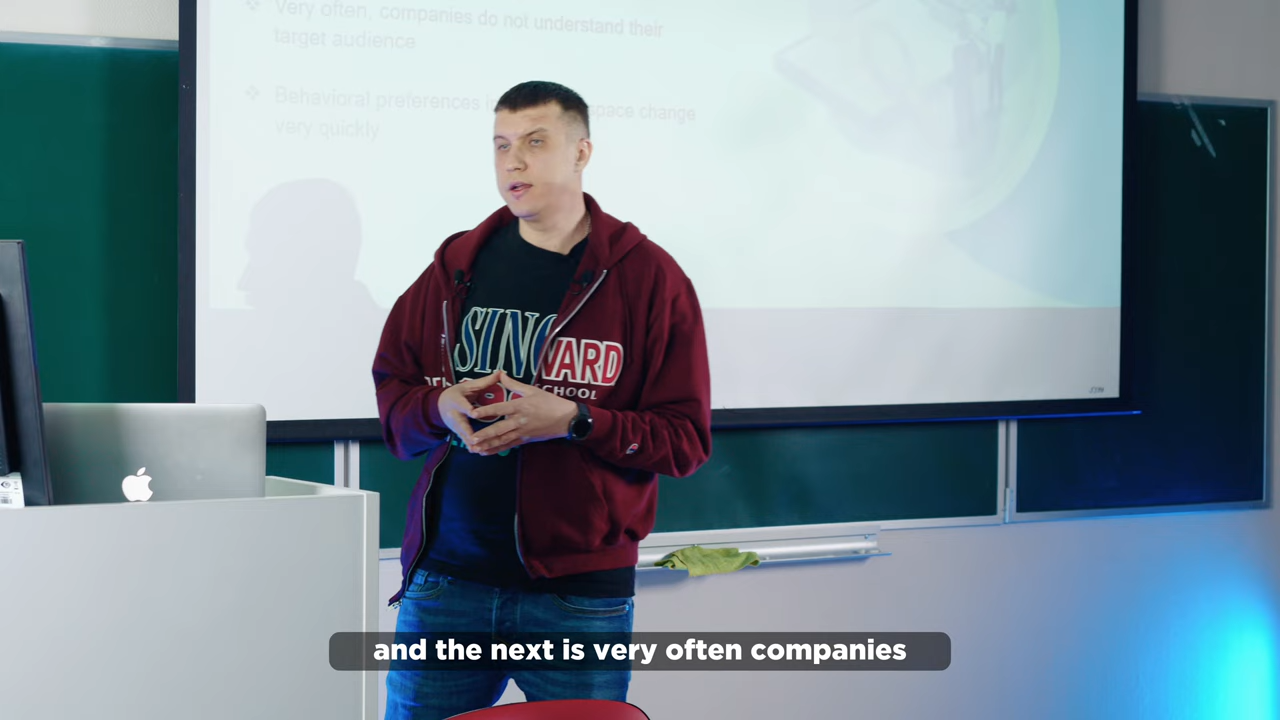 Very often, companies do not understand their
target audience
Behavioral preferences in space change
very quickly
SING VARD
SCHOOL
and the next is very often companies